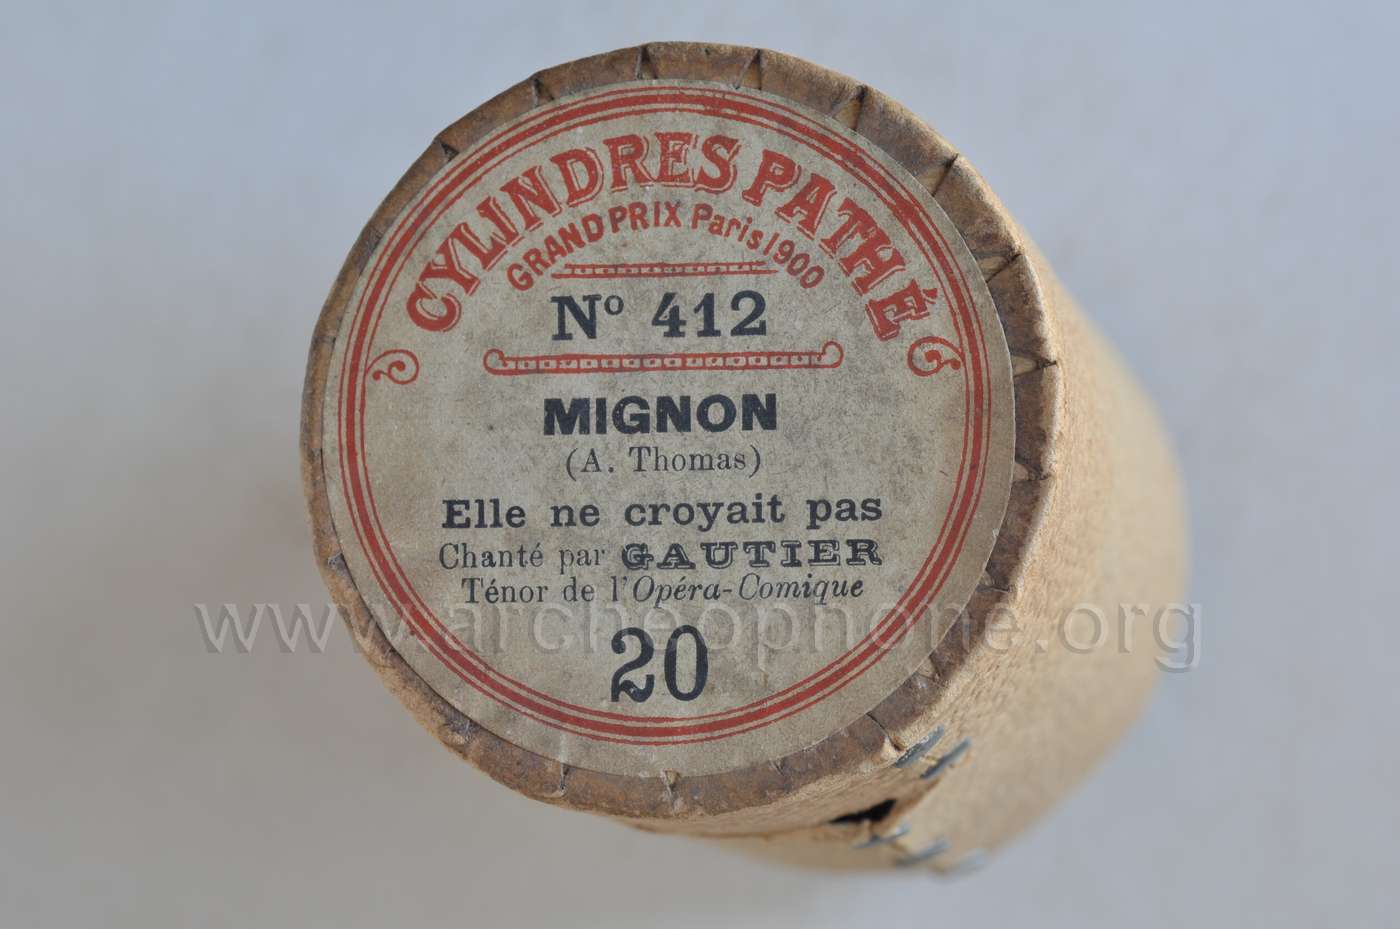 CYLINDRES PATHÉ
GRAND PRIX Paris 1900
Nº 412
MIGNON
(A. Thomas)
Elle ne croyait pas
Chanté par GAUTIER
Ténor de l'Opéra-Comique
www.archeophone.org
20